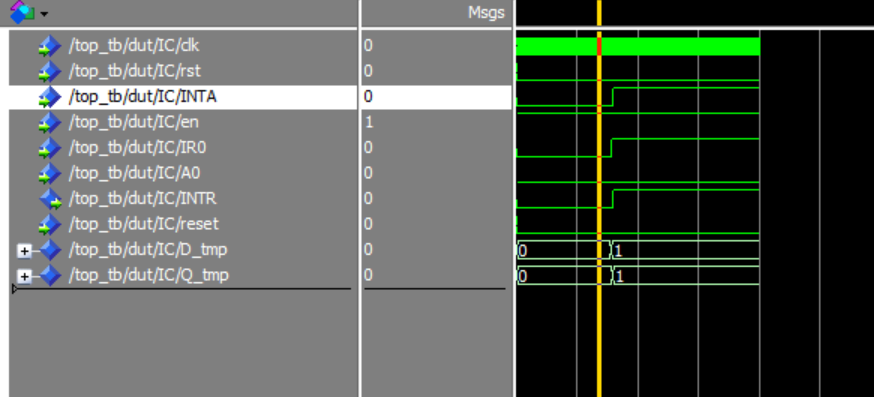 Msgs
/top_tb/dut/IC/clk 0
/top_tb/dut/IC/rst 0
/top_tb/dut/IC/INTA 0
/top_tb/dut/IC/en 1
/top_tb/dut/IC/IR0 0
/top_tb/dut/IC/A0 0
/top_tb/dut/IC/INTR 0
/top_tb/dut/IC/reset 0
/top_tb/dut/IC/D_tmp 0 0 1
/top_tb/dut/IC/Q_tmp 0 0 1